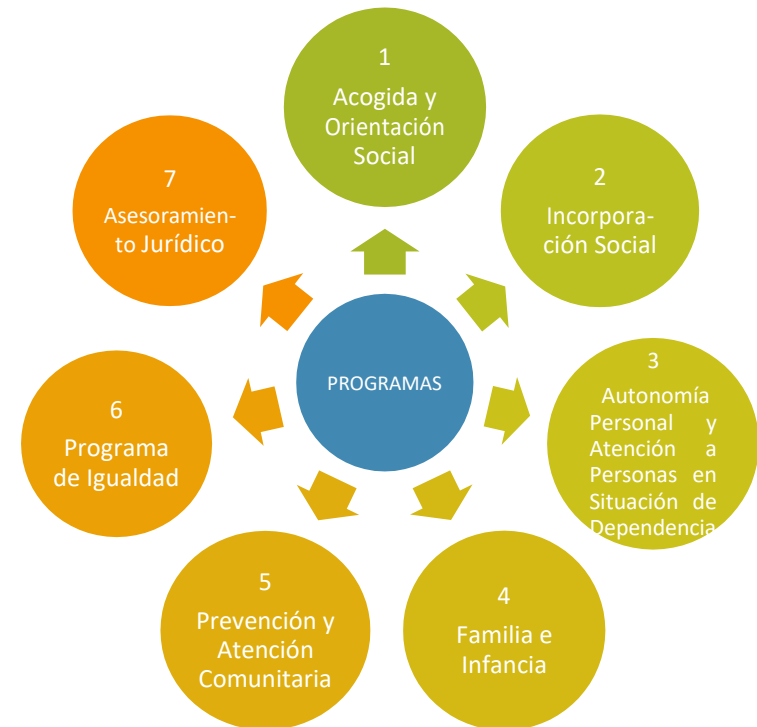 1
Acogida y
Orientación
Social
2
Incorpora-
ción Social
3
Autonomía
Personal y
Atención a
Personas en
Situación de
Dependencia
4
Familia e
Infancia
5
Prevención y
Atención
Comunitaria
6
Programa
de Igualdad
7
Asesoramien-
to Jurídico
PROGRAMAS